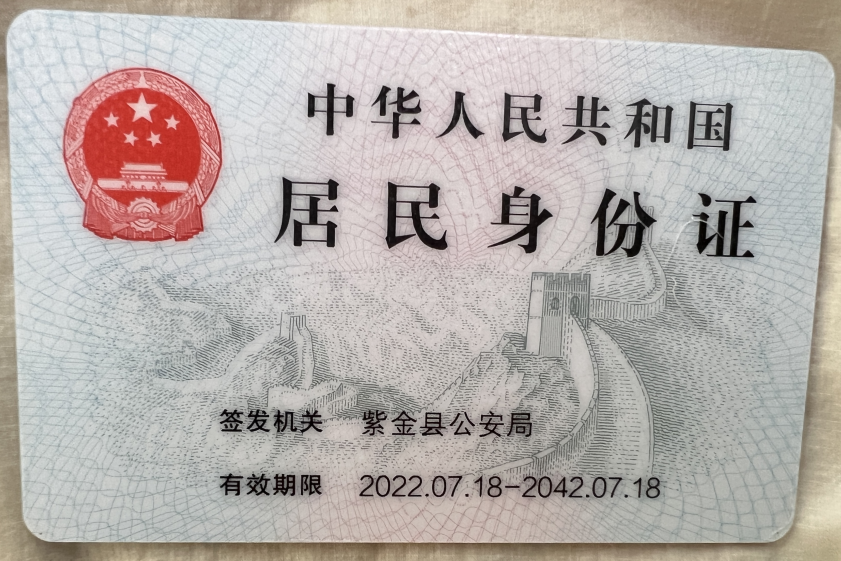 中华人民共和国
居民身份证
签发机关 紫金县公安局
有效期限 2022.07.18-2042.07.18